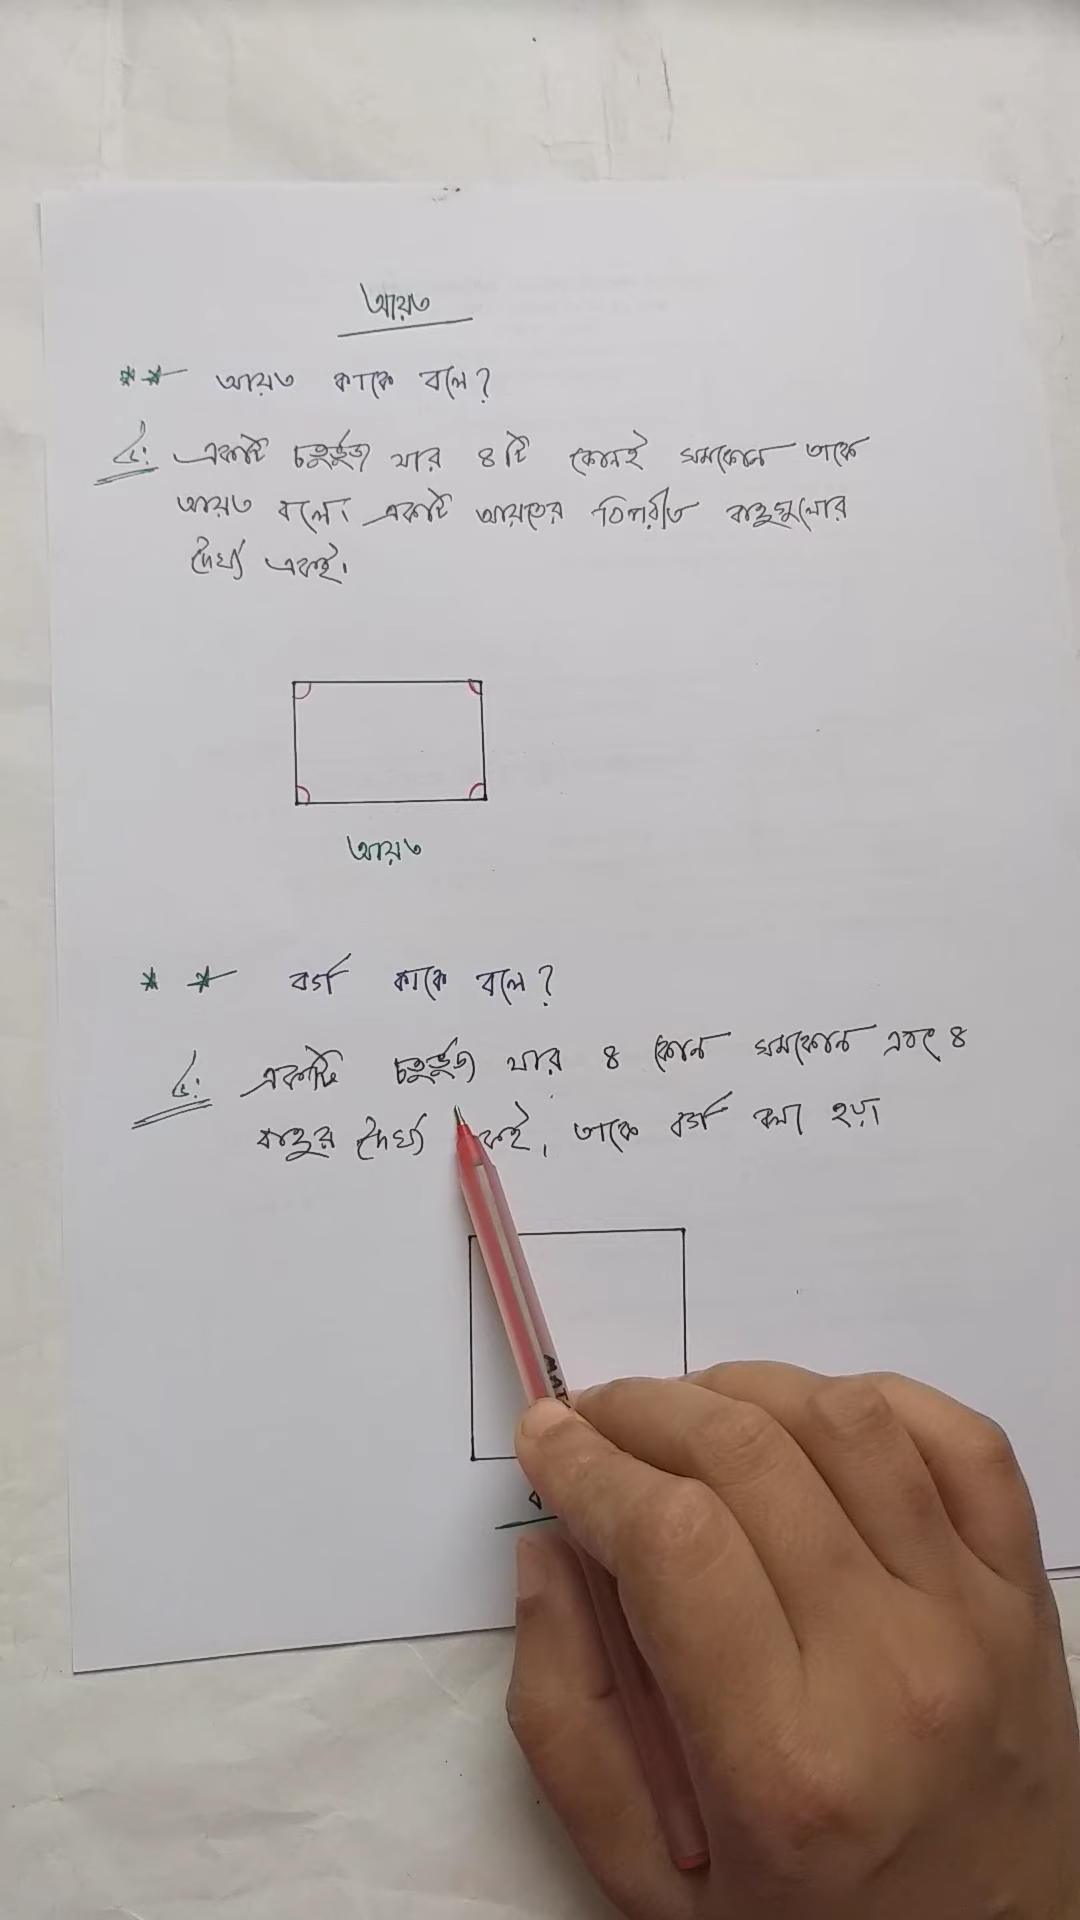 আয়ত
** আয়ত কাকে বলে?
উ: একটি চতুর্ভুজ যার ৪টি কোনই সমকোন তাকে
আয়ত বলে। একটি আয়তের বিপরীত বাহুগুলোর
দৈর্ঘ্য একই।
আয়ত
** বর্গ কাকে বলে?
উ: একটি চতুর্ভুজ যার ৪ কোন সমকোন এবং ৪
বাহুর দৈর্ঘ্য একই, তাকে বর্গ বলা হয়।
MAT